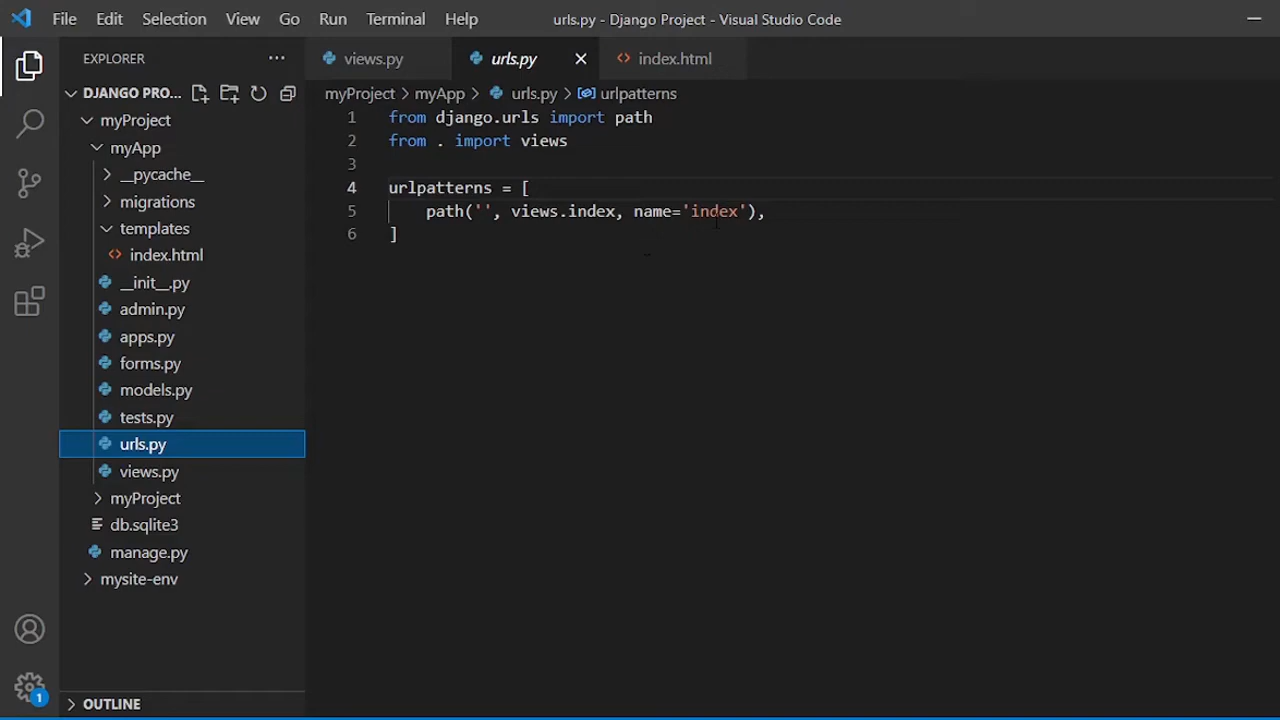 File Edit Selection View Go Run Terminal Help urls.py - Django Project - Visual Studio Code
EXPLORER
DJANGO PRO...
myProject
myApp
__pycache__
migrations
templates
index.html
__init__.py
admin.py
apps.py
forms.py
models.py
tests.py
urls.py
views.py
myProject
db.sqlite3
manage.py
mysite-env
OUTLINE
1
views.py urls.py index.html
myProject > myApp > urls.py > urlpatterns
1 from django.urls import path
2 from . import views
3
4 urlpatterns = [
5 path('', views.index, name='index'),
6 ]